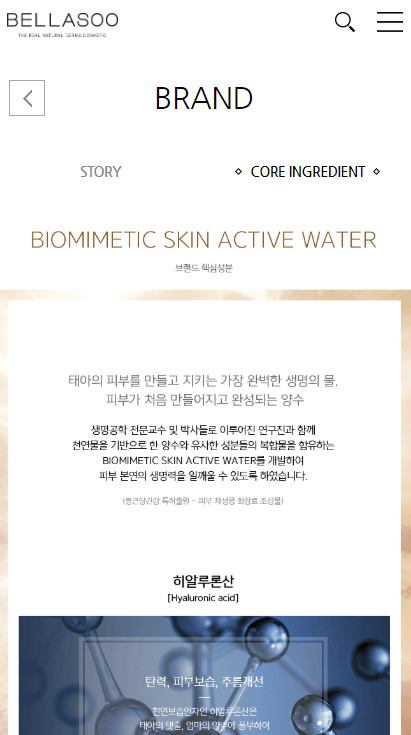 BELLASOO
THE REAL NATURAL DERMA COSMETIC
BRAND
STORY
CORE INGREDIENT
BIOMIMETIC SKIN ACTIVE WATER
브랜드 핵심성분
태아의 피부를 만들고 지키는 가장 완벽한 생명의 물.
피부가 처음 만들어지고 완성되는 양수
생명공학 전문교수 및 박사들로 이루어진 연구진과 함께
천연물을 기반으로 한 양수와 유사한 성분들의 복합물을 함유하는
BIOMIMETIC SKIN ACTIVE WATER를 개발하여
피부 본연의 생명력을 일깨울 수 있도록 하였습니다.
(종근당건강 특허출원 - 피부 재생용 화장료 조성물)
히알루론산
[Hyaluronic acid]
탄력, 피부보습, 주름개선
천연보습인자인 히알루론산은
태아의 탯줄, 엄마의 양수에 풍부하여